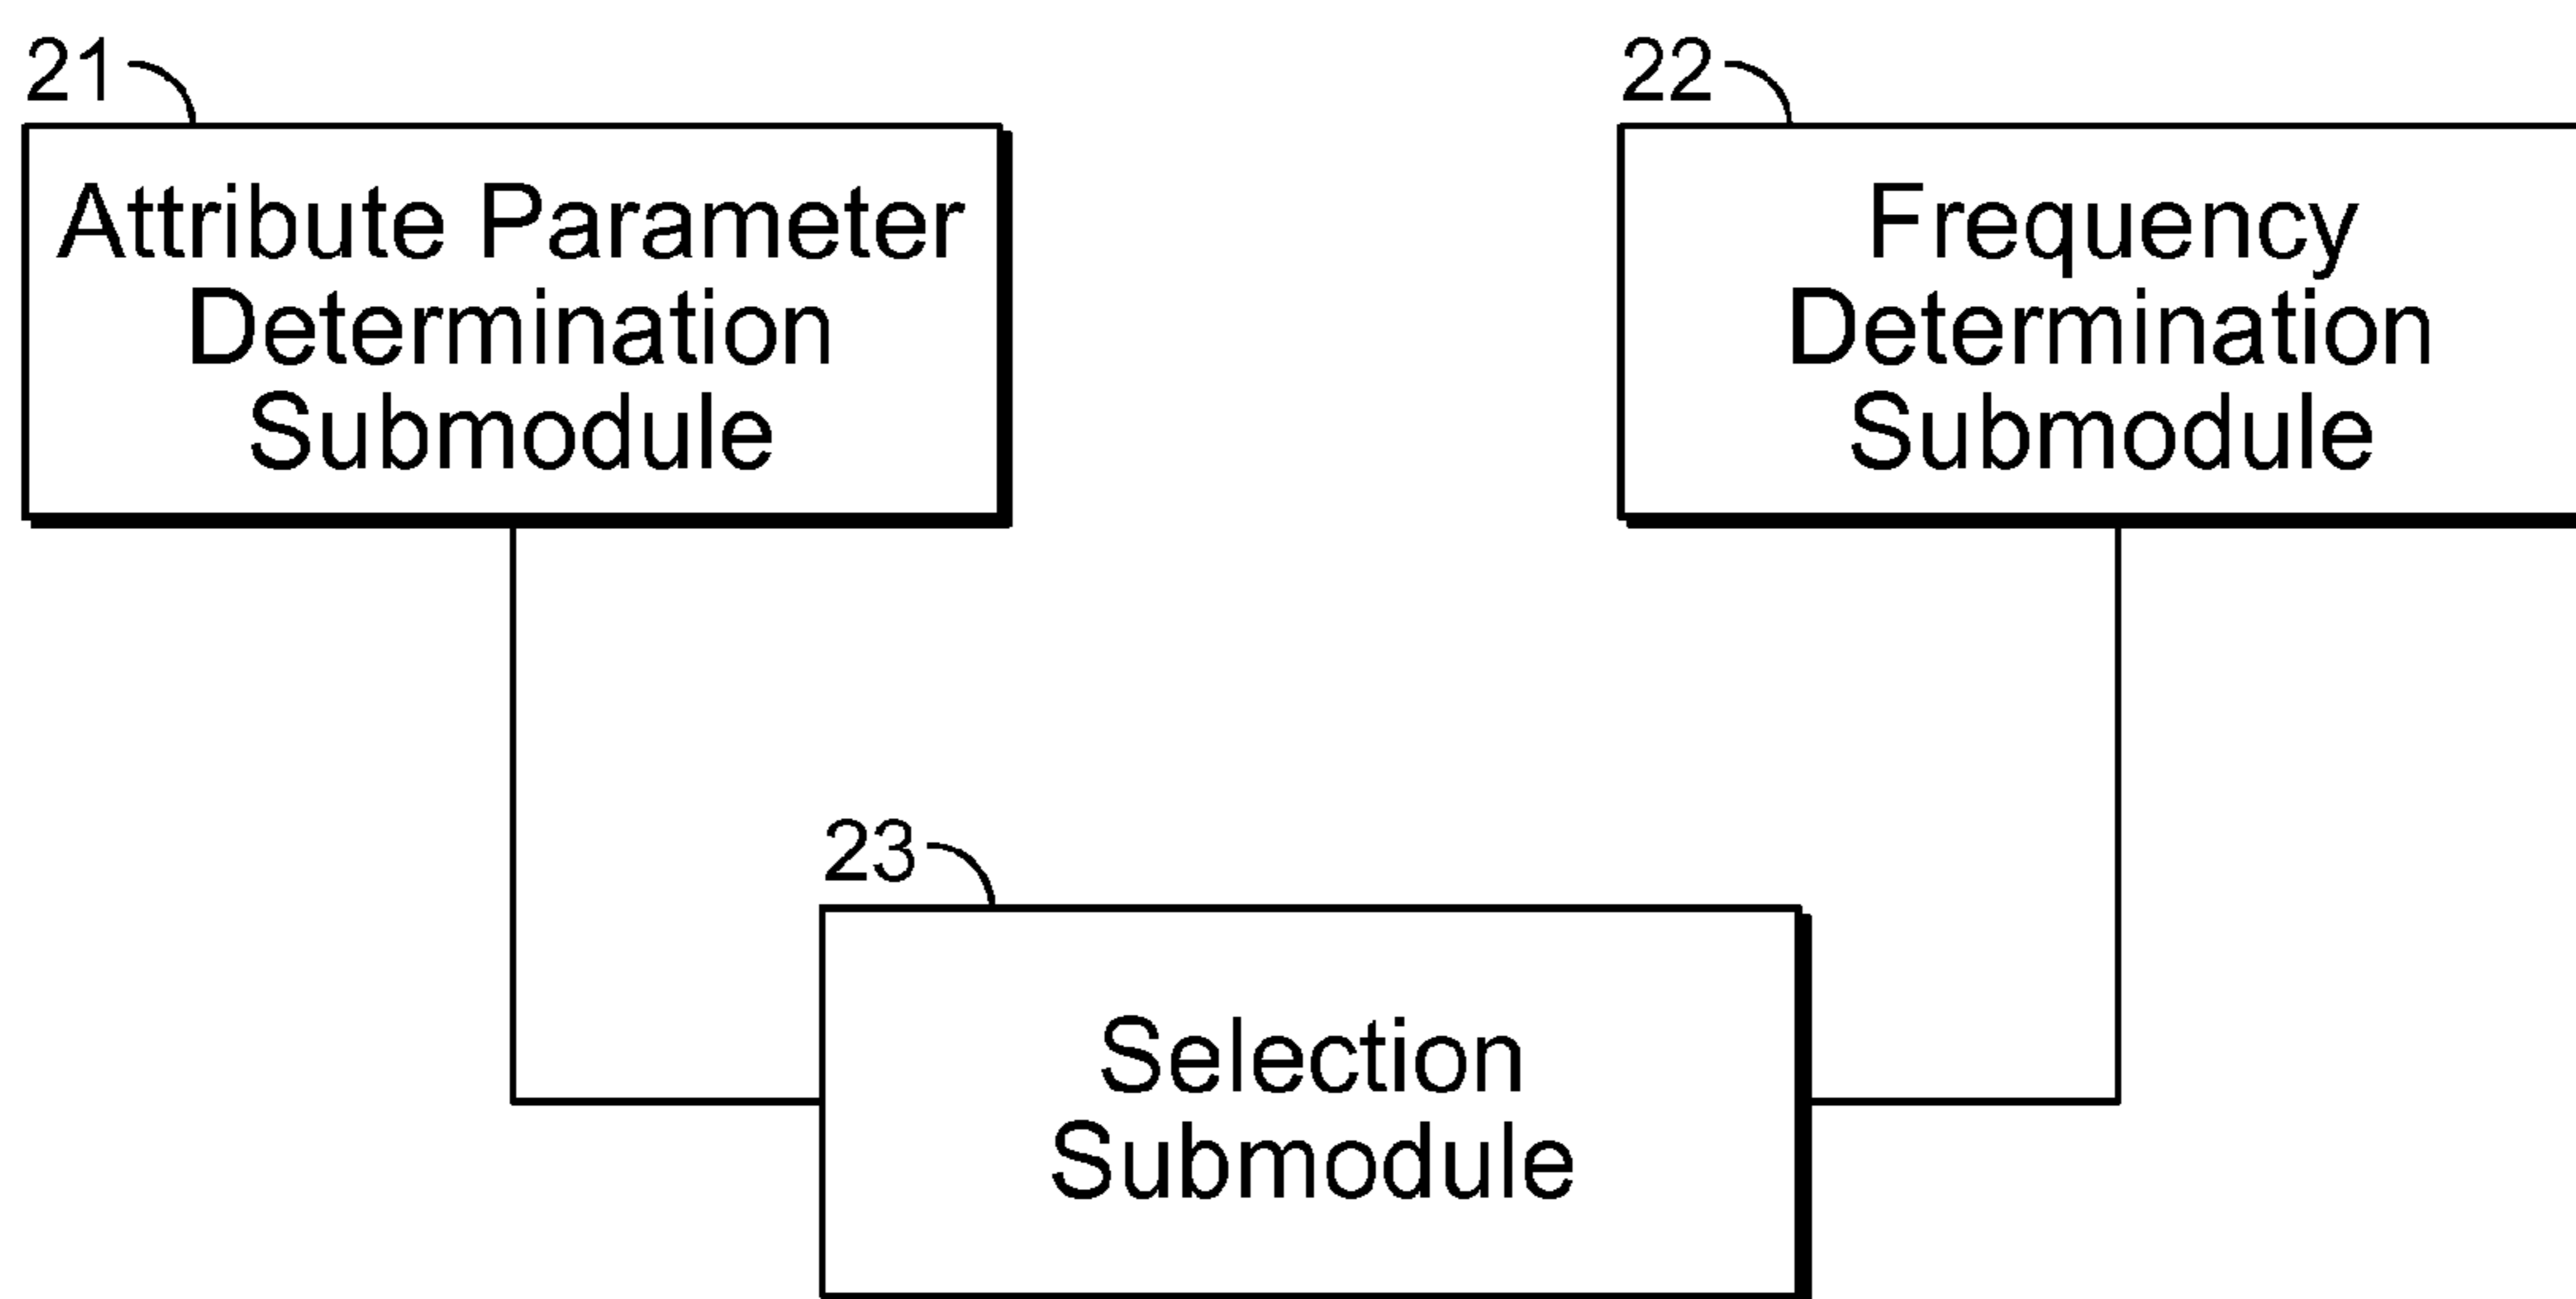 21
Attribute Parameter
Determination
Submodule
22
Frequency
Determination
Submodule
23
Selection
Submodule